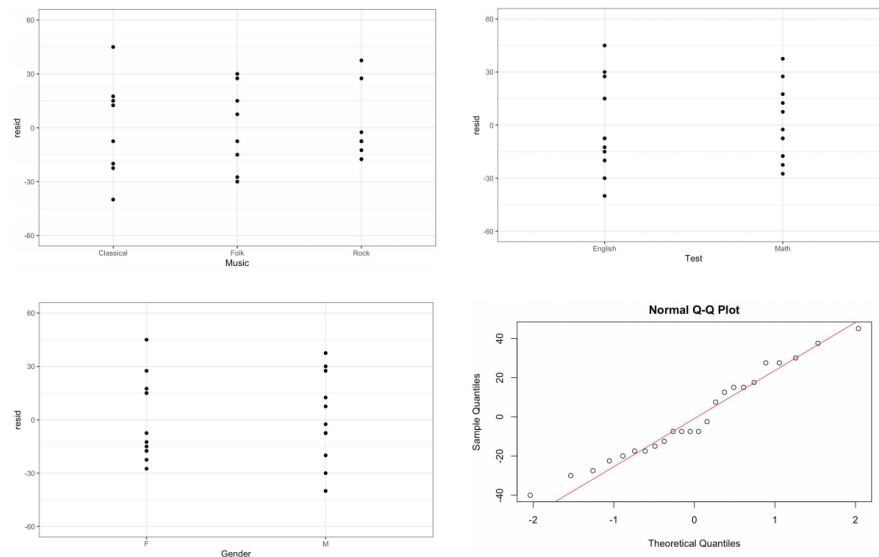 60
30
0
-30
-60
resid
Classical
Folk
Rock
Music
60
30
0
-30
-60
resid
English
Math
Test
60
30
0
-30
-60
resid
F
M
Gender
Normal Q-Q Plot
40
20
0
-20
-40
Sample Quantiles
-2
-1
0
1
2
Theoretical Quantiles